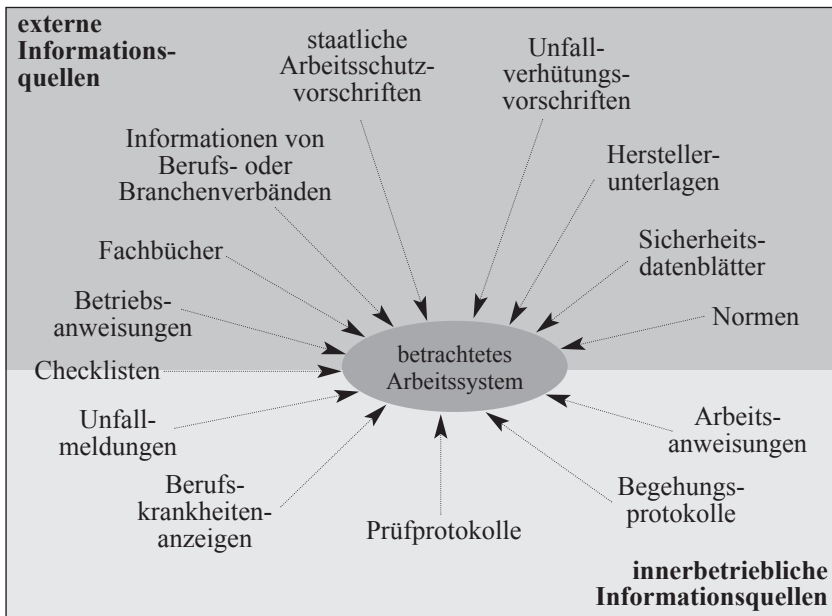 externe
Informations-
quellen
staatliche
Arbeitsschutz-
vorschriften
Unfall-
verhütungs-
vorschriften
Informationen von
Berufs- oder
Branchenverbänden
Hersteller-
unterlagen
Fachbücher
Sicherheits-
datenblätter
Betriebs-
anweisungen
Normen
Checklisten
betrachtetes
Arbeitssystem
Unfall-
meldungen
Arbeits-
anweisungen
Berufs-
krankheiten-
anzeigen
Prüfprotokolle
Begehungs-
protokolle
innerbetriebliche
Informationsquellen